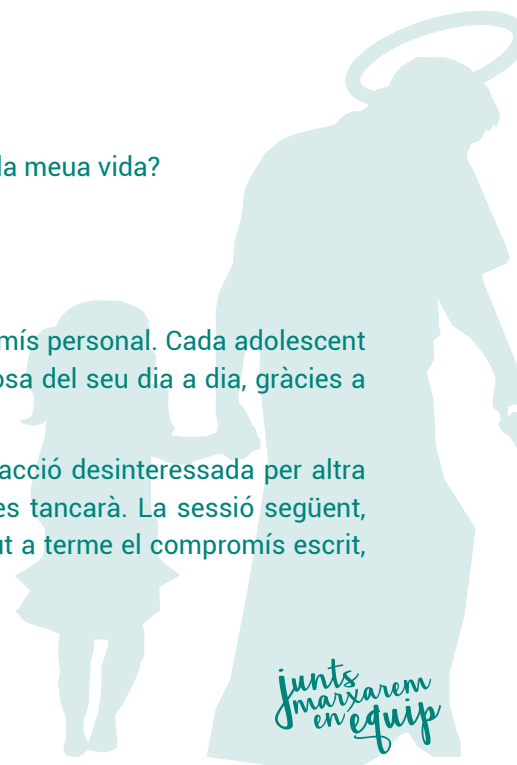 la meua vida?
mís personal. Cada adolescent
osa del seu dia a dia, gràcies a
acció desinteressada per altra
es tancarà. La sessió següent,
ut a terme el compromís escrit,
junts
marxarem
en equip